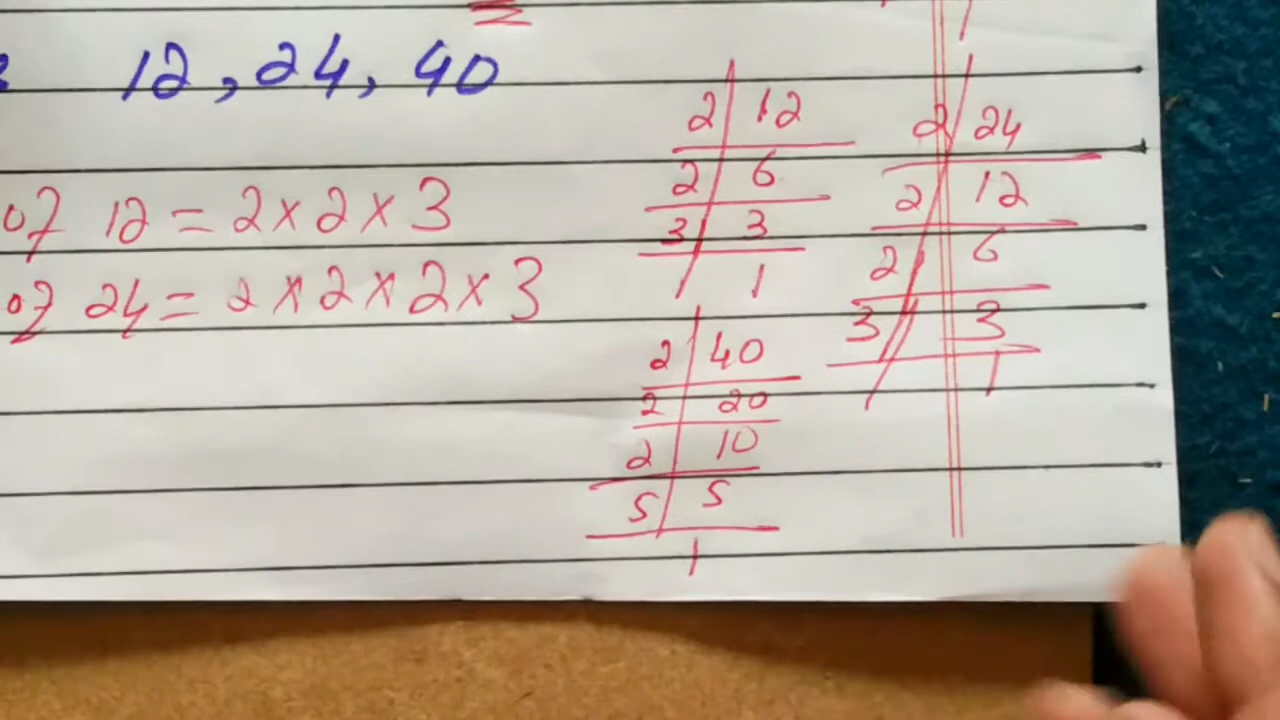 12, 24, 40
of 12 = 2 × 2 × 3
of 24 = 2 × 2 × 2 × 3
2 | 12
2 | 6
3 | 3
1
2 | 24
2 | 12
2 | 6
3 | 3
1
2 | 40
2 | 20
2 | 10
5 | 5
1